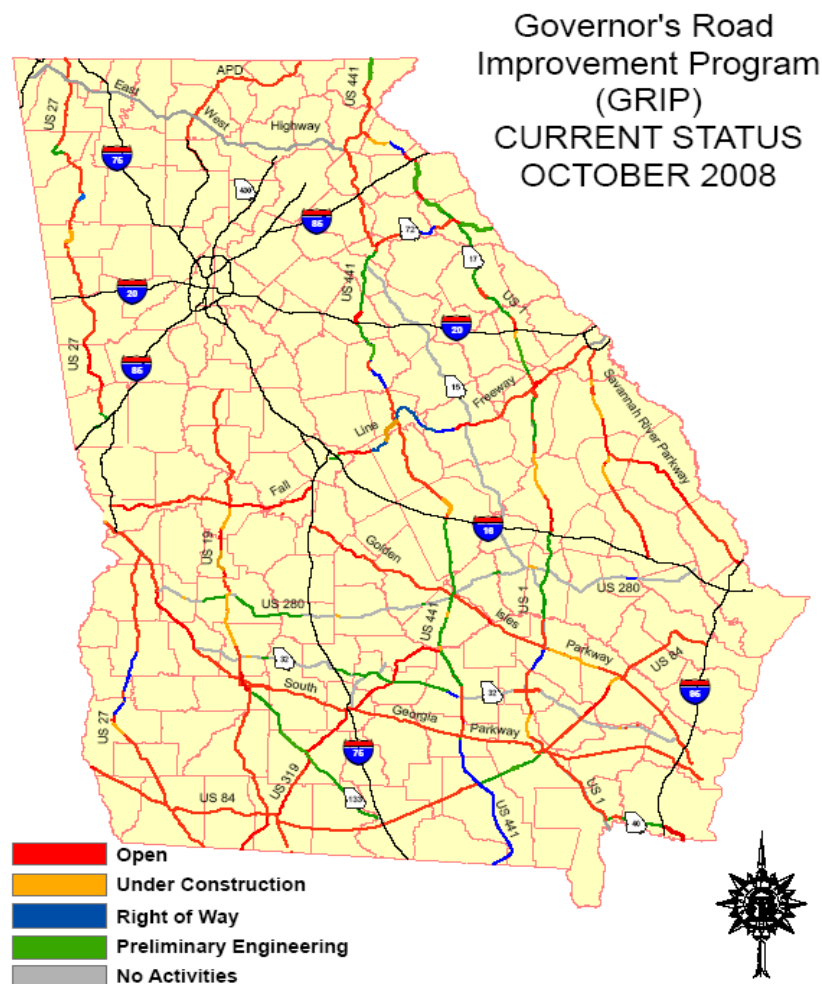 Governor's Road
Improvement Program
(GRIP)
CURRENT STATUS
OCTOBER 2008
APD
US 441
US 27
East
West
Highway
76
400
85
72
17
US 441
US 1
20
20
US 27
85
15
Freeway
Line
Savannah River Parkway
Fall
16
US 19
Golden
US 280
US 280
US 1
Isles
US 441
Parkway
US 84
32
32
South
Georgia
Parkway
95
US 27
76
US 319
133
US 84
US 441
US 1
40
Open
Under Construction
Right of Way
Preliminary Engineering
No Activities